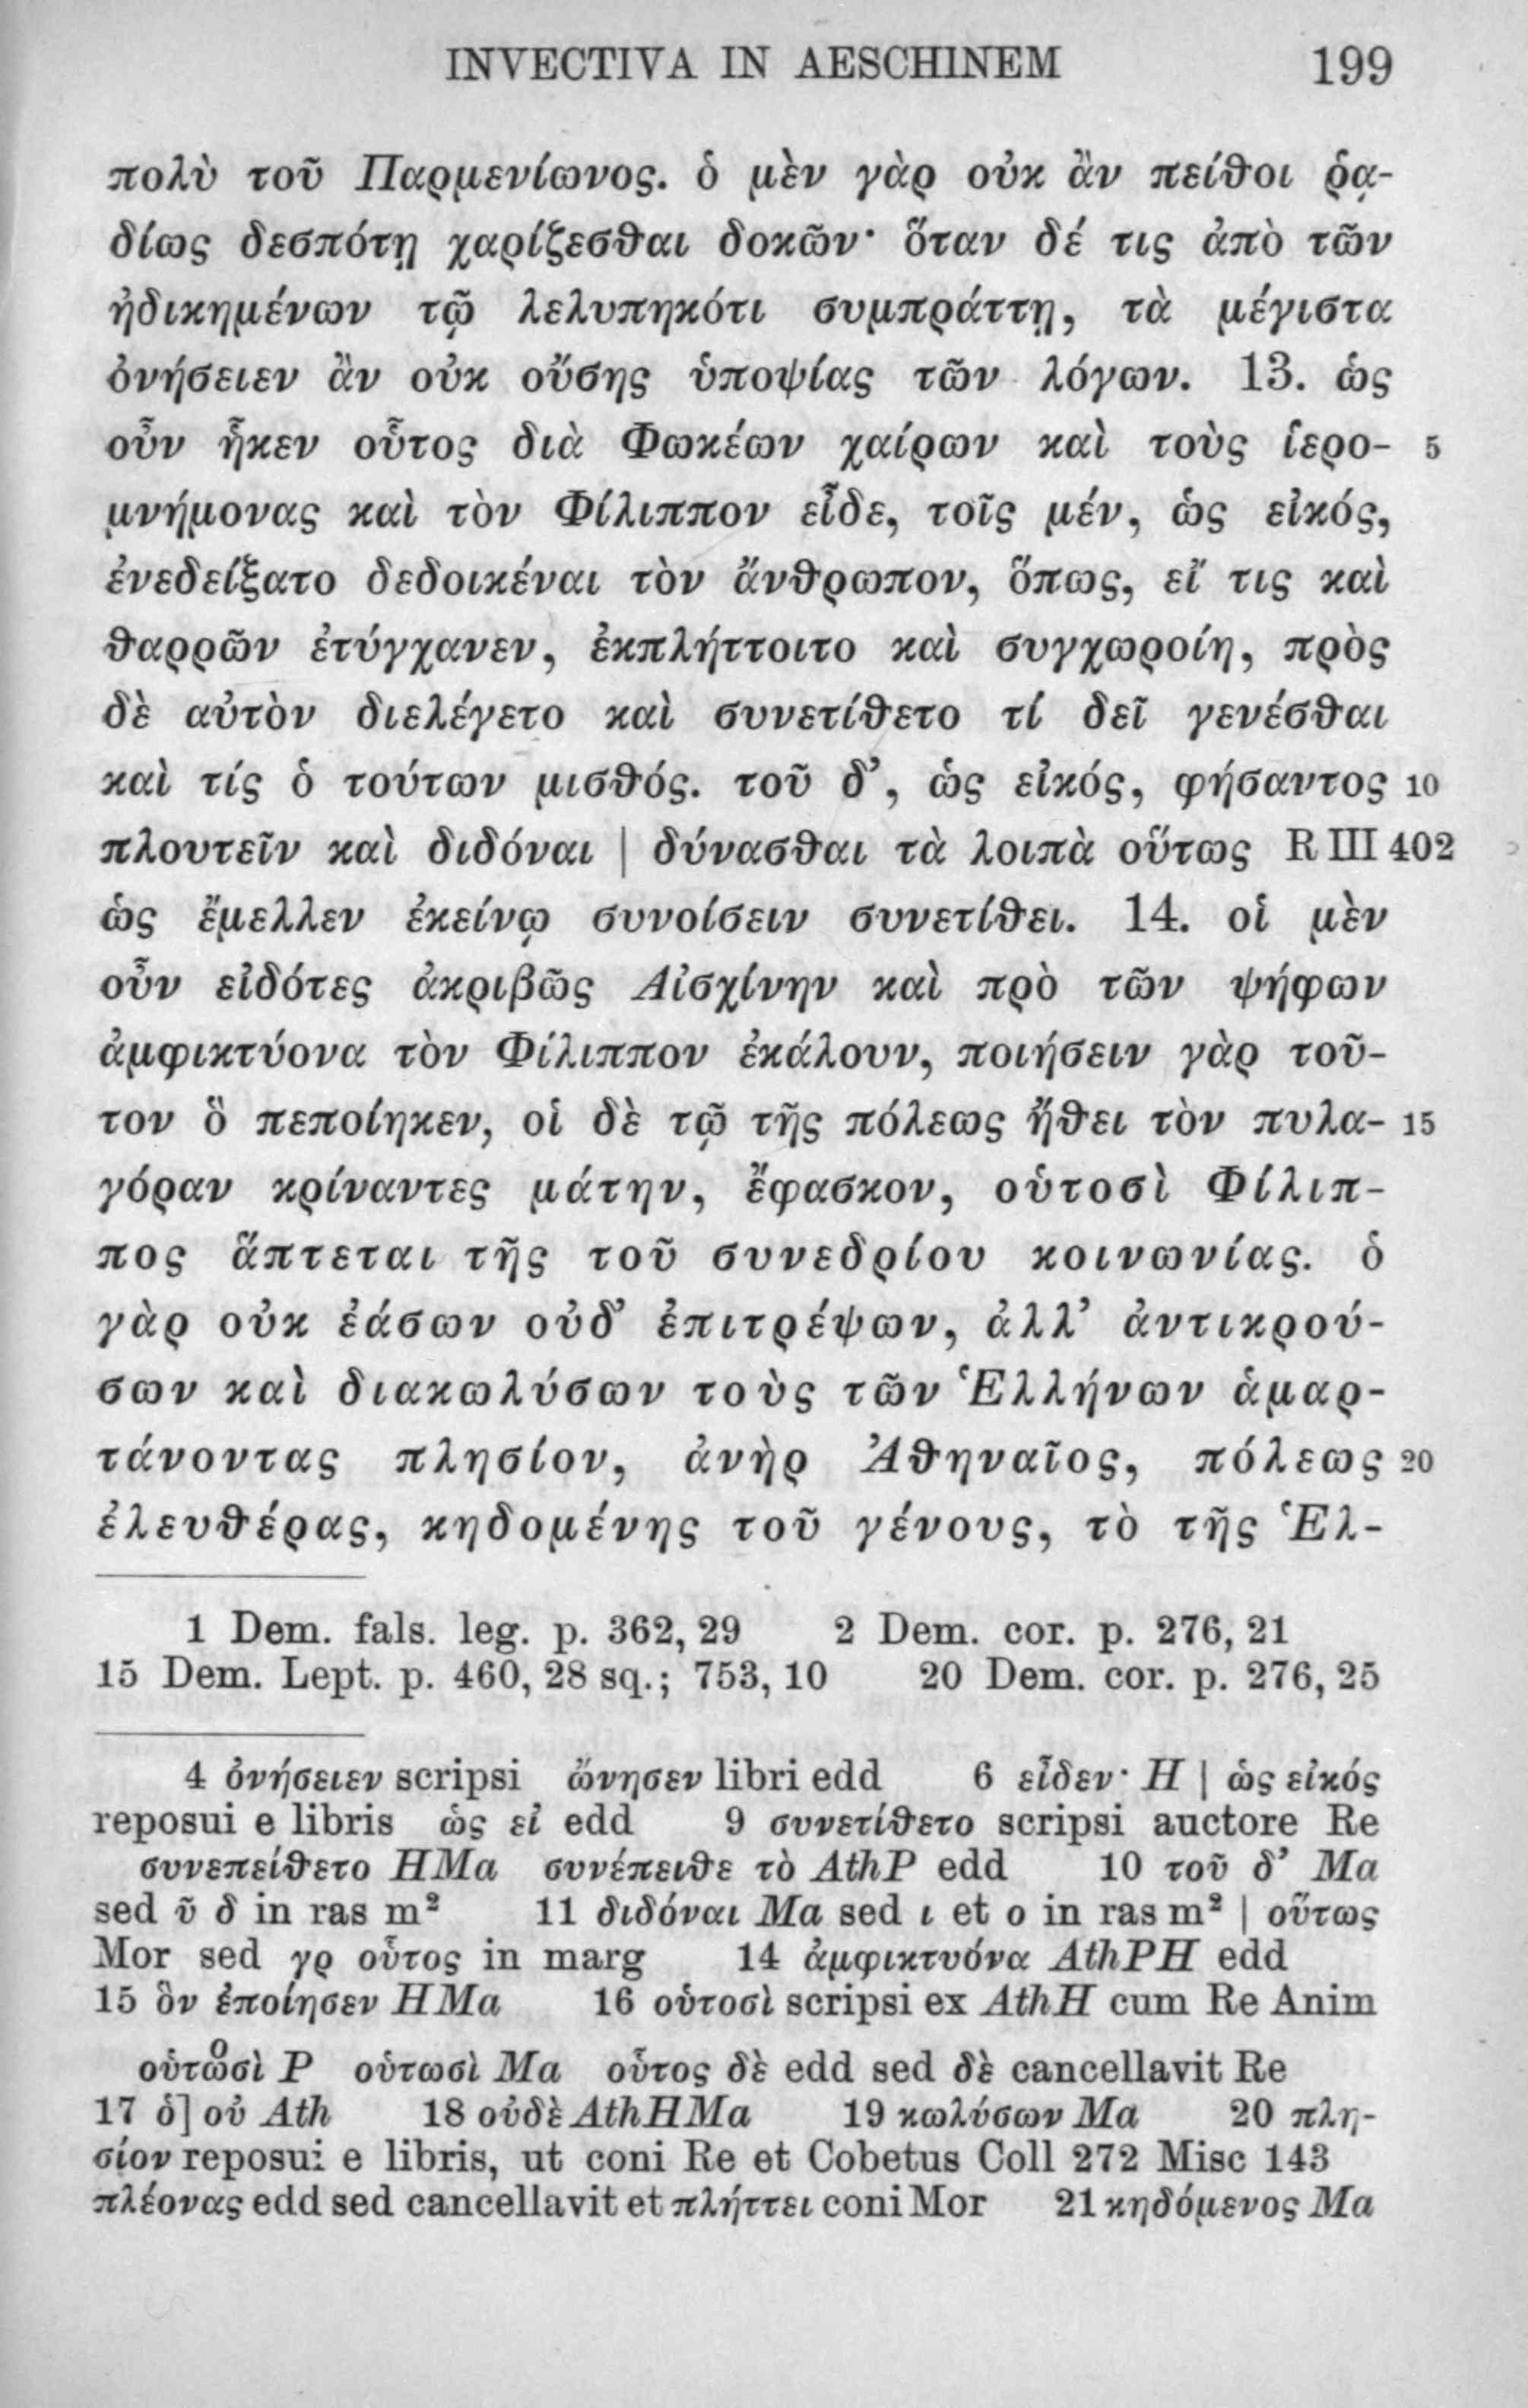 INVECTIVA IN AESCHINEM 199
πολὺ τοῦ Παρμενίωνος. ὁ μὲν γὰρ οὐκ ἂν πείθοι ῥᾳ-
δίως δεσπότῃ χαρίζεσθαι δοκῶν· ὅταν δέ τις ἀπὸ τῶν
ἠδικημένων τῷ λελυπηκότι συμπράττῃ, τὰ μέγιστα
ὀνήσειεν ἂν οὐκ οὔσης ὑποψίας τῶν λόγων. 13. ὡς
οὖν ἧκεν οὗτος διὰ Φωκέων χαίρων καὶ τοὺς ἱερο- 5
μνήμονας καὶ τὸν Φίλιππον εἶδε, τοῖς μέν, ὡς εἰκός,
ἐνεδείξατο δεδοικέναι τὸν ἄνθρωπον, ὅπως, εἴ τις καὶ
θαρρῶν ἐτύγχανεν, ἐκπλήττοιτο καὶ συγχωροίη, πρὸς
δὲ αὐτὸν διελέγετο καὶ συνετίθετο τί δεῖ γενέσθαι
καὶ τίς ὁ τούτων μισθός. τοῦ δ’, ὡς εἰκός, φήσαντος 10
πλουτεῖν καὶ διδόναι | δύνασθαι τὰ λοιπὰ οὕτως R III 402
ὡς ἔμελλεν ἐκείνῳ συνοίσειν συνετίθει. 14. οἱ μὲν
οὖν εἰδότες ἀκριβῶς Αἰσχίνην καὶ πρὸ τῶν ψήφων
ἀμφικτύονα τὸν Φίλιππον ἐκάλουν, ποιήσειν γὰρ τοῦ-
τον ὃ πεποίηκεν, οἱ δὲ τῷ τῆς πόλεως ἤθει τὸν πυλα- 15
γόραν κρίναντες μάτην, ἔφασκον, οὑτοσὶ Φίλιπ-
πος ἅπτεται τῆς τοῦ συνεδρίου κοινωνίας. ὁ
γὰρ οὐκ ἐάσων οὐδ’ ἐπιτρέψων, ἀλλ’ ἀντικρού-
σων καὶ διακωλύσων τοὺς τῶν Ἑλλήνων ἁμαρ-
τάνοντας πλησίον, ἀνὴρ Ἀθηναῖος, πόλεως 20
ἐλευθέρας, κηδομένης τοῦ γένους, τὸ τῆς Ἑλ-
1 Dem. fals. leg. p. 362, 29 2 Dem. cor. p. 276, 21
15 Dem. Lept. p. 460, 28 sq.; 753, 10 20 Dem. cor. p. 276, 25
4 ὀνήσειεν scripsi ὤνησεν libri edd 6 εἶδεν· H | ὡς εἰκός
reposui e libris ὡς εἰ edd 9 συνετίθετο scripsi auctore Re
συνεπείθετο HMa συνέπειθε τὸ AthP edd 10 τοῦ δ’ Ma
sed ῦ δ in ras m² 11 διδόναι Ma sed ι et ο in ras m² | οὕτως
Mor sed γρ οὗτος in marg 14 ἀμφικτυόνα AthPH edd
15 ὃν ἐποίησεν HMa 16 οὑτοσὶ scripsi ex AthH cum Re Anim
οὑτωͦσὶ P οὑτωσὶ Ma οὗτος δὲ edd sed δὲ cancellavit Re
17 ὁ] οὐ Ath 18 οὐδὲ AthHMa 19 κωλύσων Ma 20 πλη-
σίον reposui e libris, ut coni Re et Cobetus Coll 272 Misc 143
πλέονας edd sed cancellavit et πλήττει coni Mor 21 κηδόμενος Ma